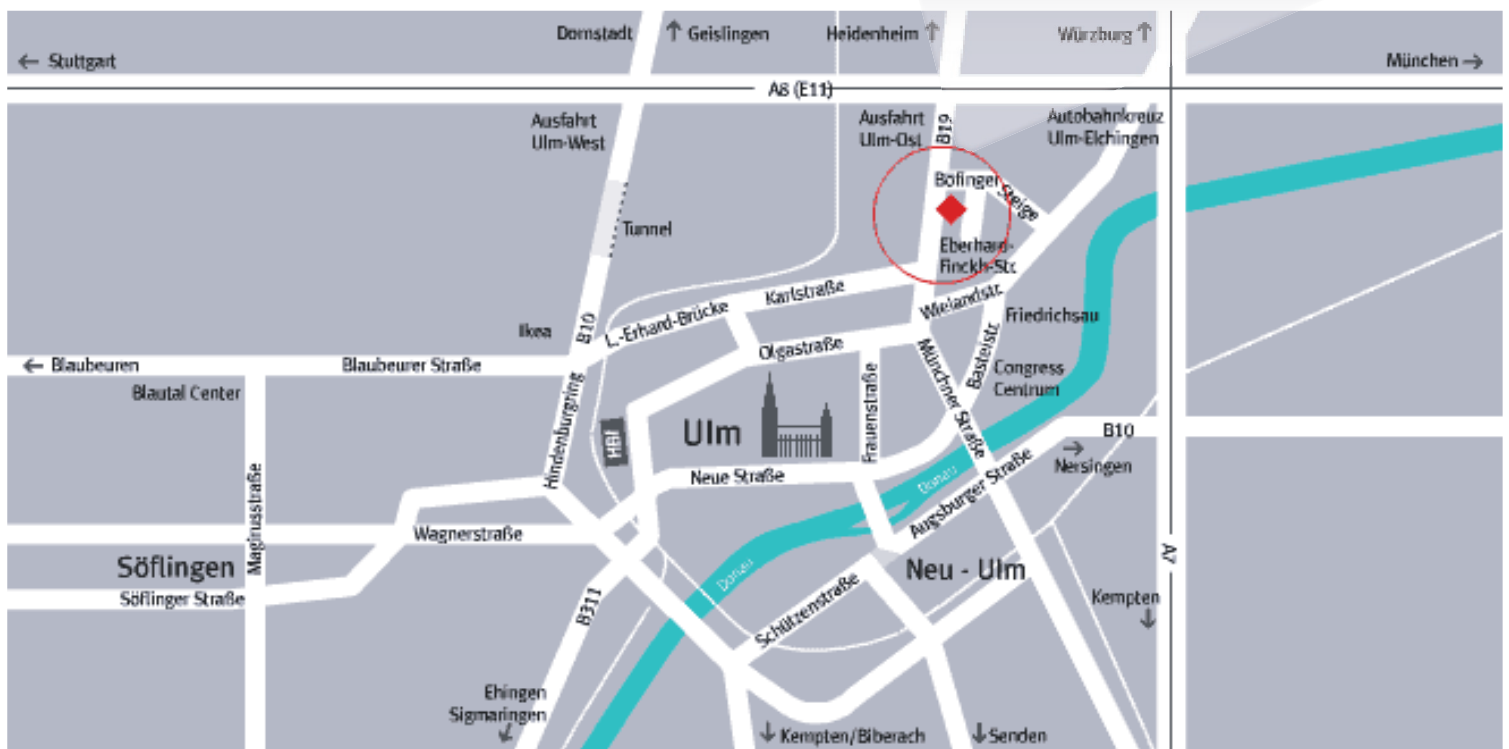 Dornstadt
Geislingen
Heidenheim
Würzburg
Stuttgart
München
A8 (E11)
Ausfahrt
Ulm-West
Ausfahrt
Ulm-Ost
B19
Autobahnkreuz
Ulm-Elchingen
Böfinger Steige
Tunnel
Eberhard-
Finckh-Str.
Karlstraße
Wielandstr.
L.-Erhard-Brücke
Ikea
B10
Friedrichsau
Olgastraße
Blaubeuren
Blaubeurer Straße
Blautal Center
Basteistr.
Congress
Centrum
Münchner Straße
Frauenstraße
Hindenburgring
HBf
Ulm
B10
Nersingen
Neue Straße
Donau
Augsburger Straße
Magirusstraße
Wagnerstraße
A7
Söflingen
Neu - Ulm
Donau
Söflinger Straße
B311
Schützenstraße
Kempten
Ehingen
Sigmaringen
Kempten/Biberach
Senden